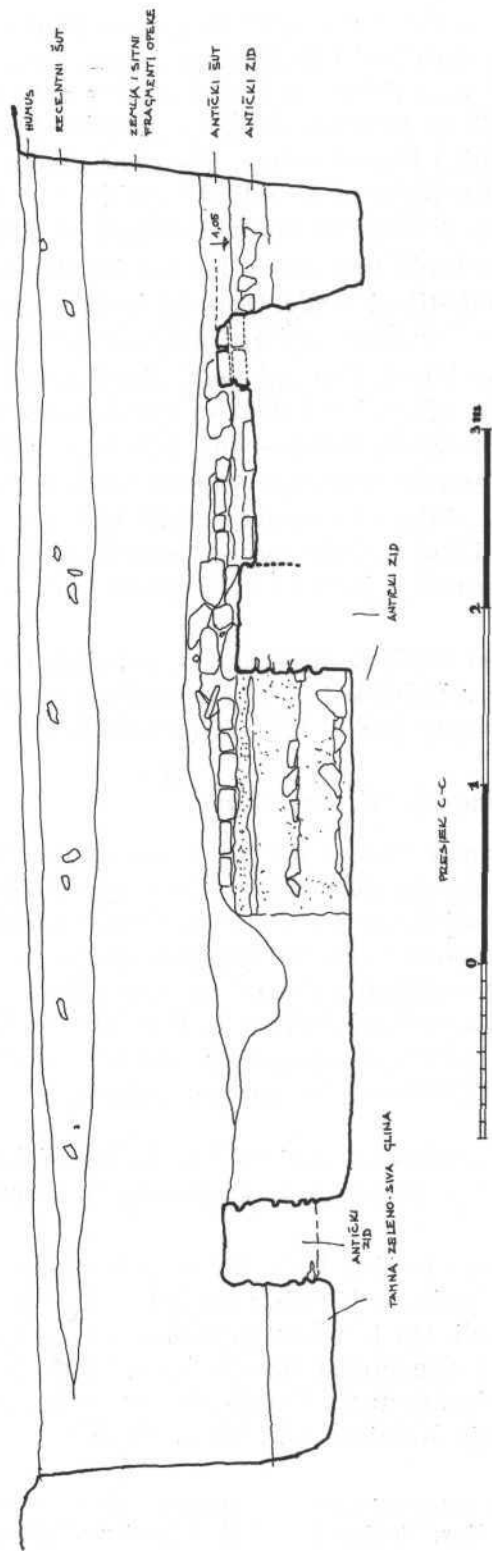 HUMUS
RECENTNI ŠUT
ZEMLJA I SITNI
FRAGMENTI OPEKE
ANTIČKI ŠUT
ANTIČKI ZID
1,05
ANTIČKI ZID
ANTIČKI
ZID
TAMNA-ZELENO-SIVA GLINA
PRESJEK C-C
0 1 2 3 m